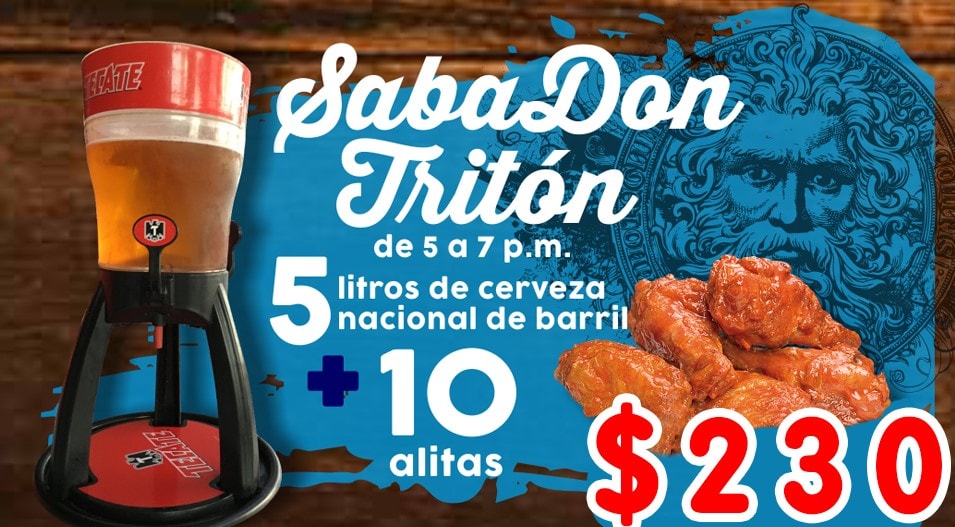 TECATE
SabaDon
Tritón
de 5 a 7 p.m.
5 litros de cerveza
nacional de barril
+ 10
alitas
$230
T
TECATE